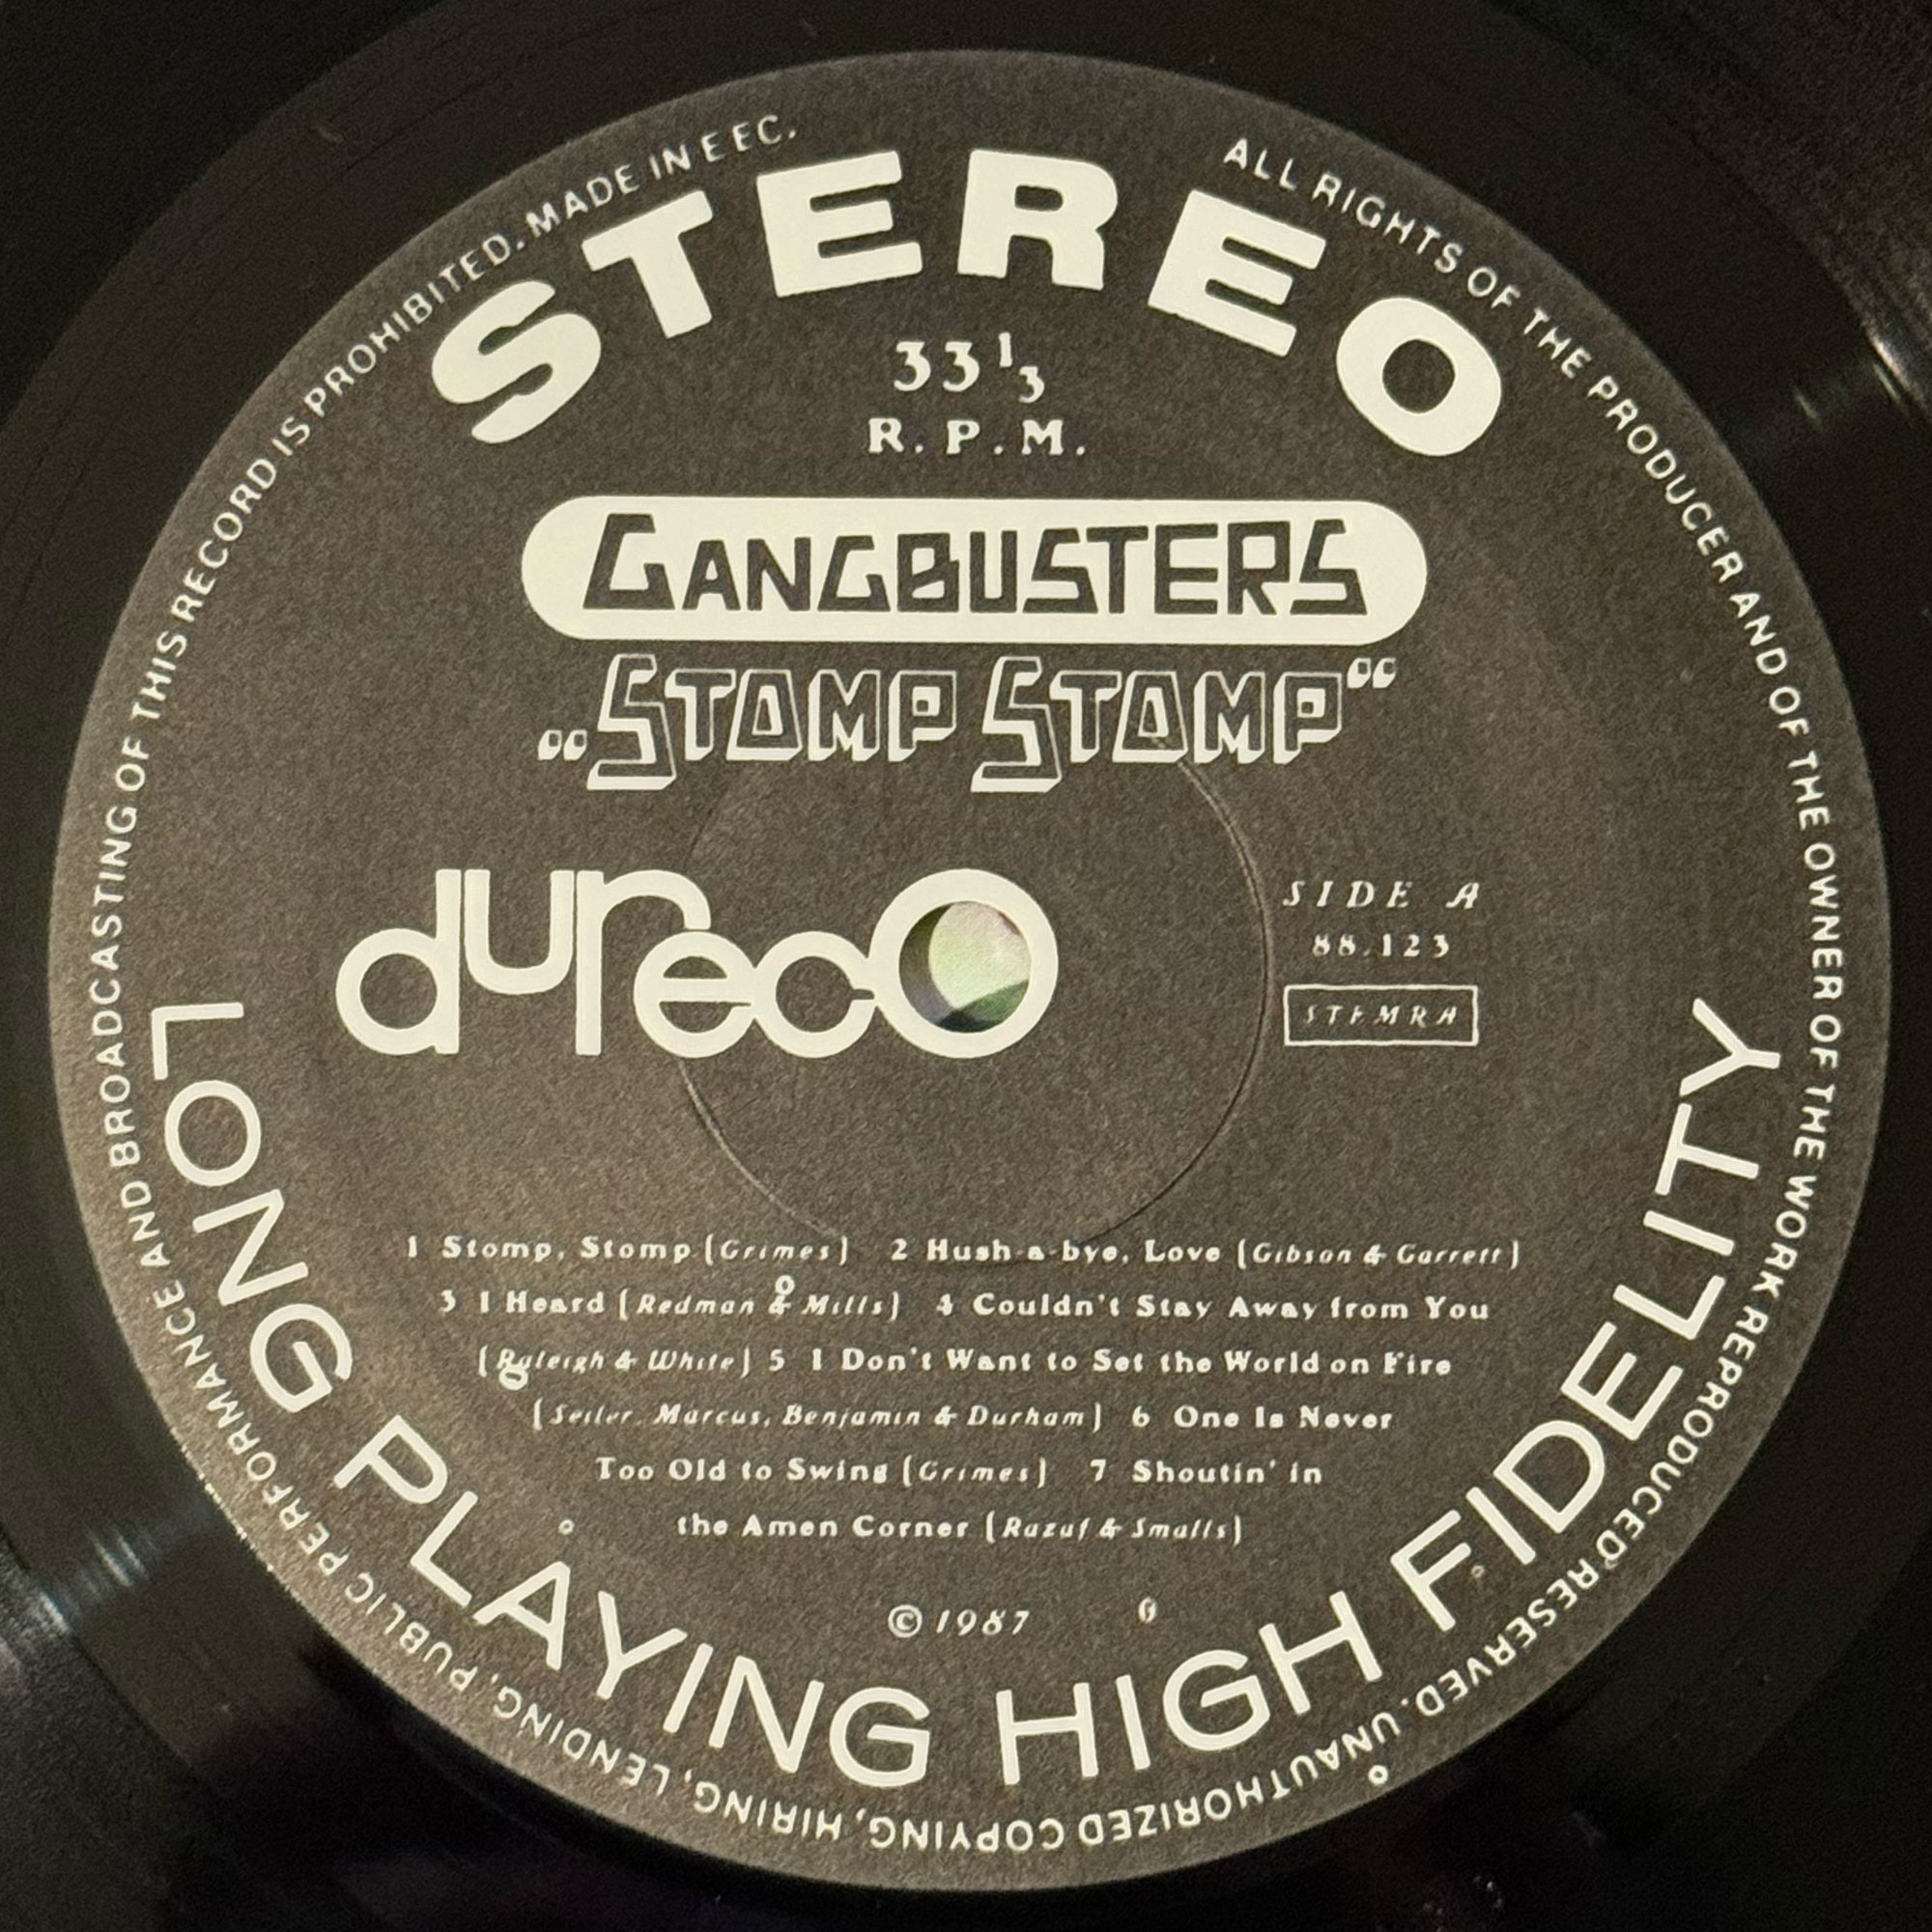 STEREO
33 1/3
R.P.M.
GANGBUSTERS
„STOMP STOMP“
dureco
SIDE A
88.123
STEMRA
1 Stomp, Stomp (Grimes) 2 Hush-a-bye, Love (Gibson & Garrett)
3 I Heard (Redman & Mills) 4 Couldn't Stay Away from You
(Raleigh & White) 5 I Don't Want to Set the World on Fire
(Seiler, Marcus, Benjamin & Durham) 6 One Is Never
Too Old to Swing (Grimes) 7 Shoutin' in
the Amen Corner (Razaf & Smalls)
© 1987
LONG PLAYING HIGH FIDELITY
ALL RIGHTS OF THE PRODUCER AND OF THE OWNER OF THE WORK REPRODUCED RESERVED. UNAUTHORIZED COPYING, HIRING, LENDING, PUBLIC PERFORMANCE AND BROADCASTING OF THIS RECORD IS PROHIBITED. MADE IN EEC.